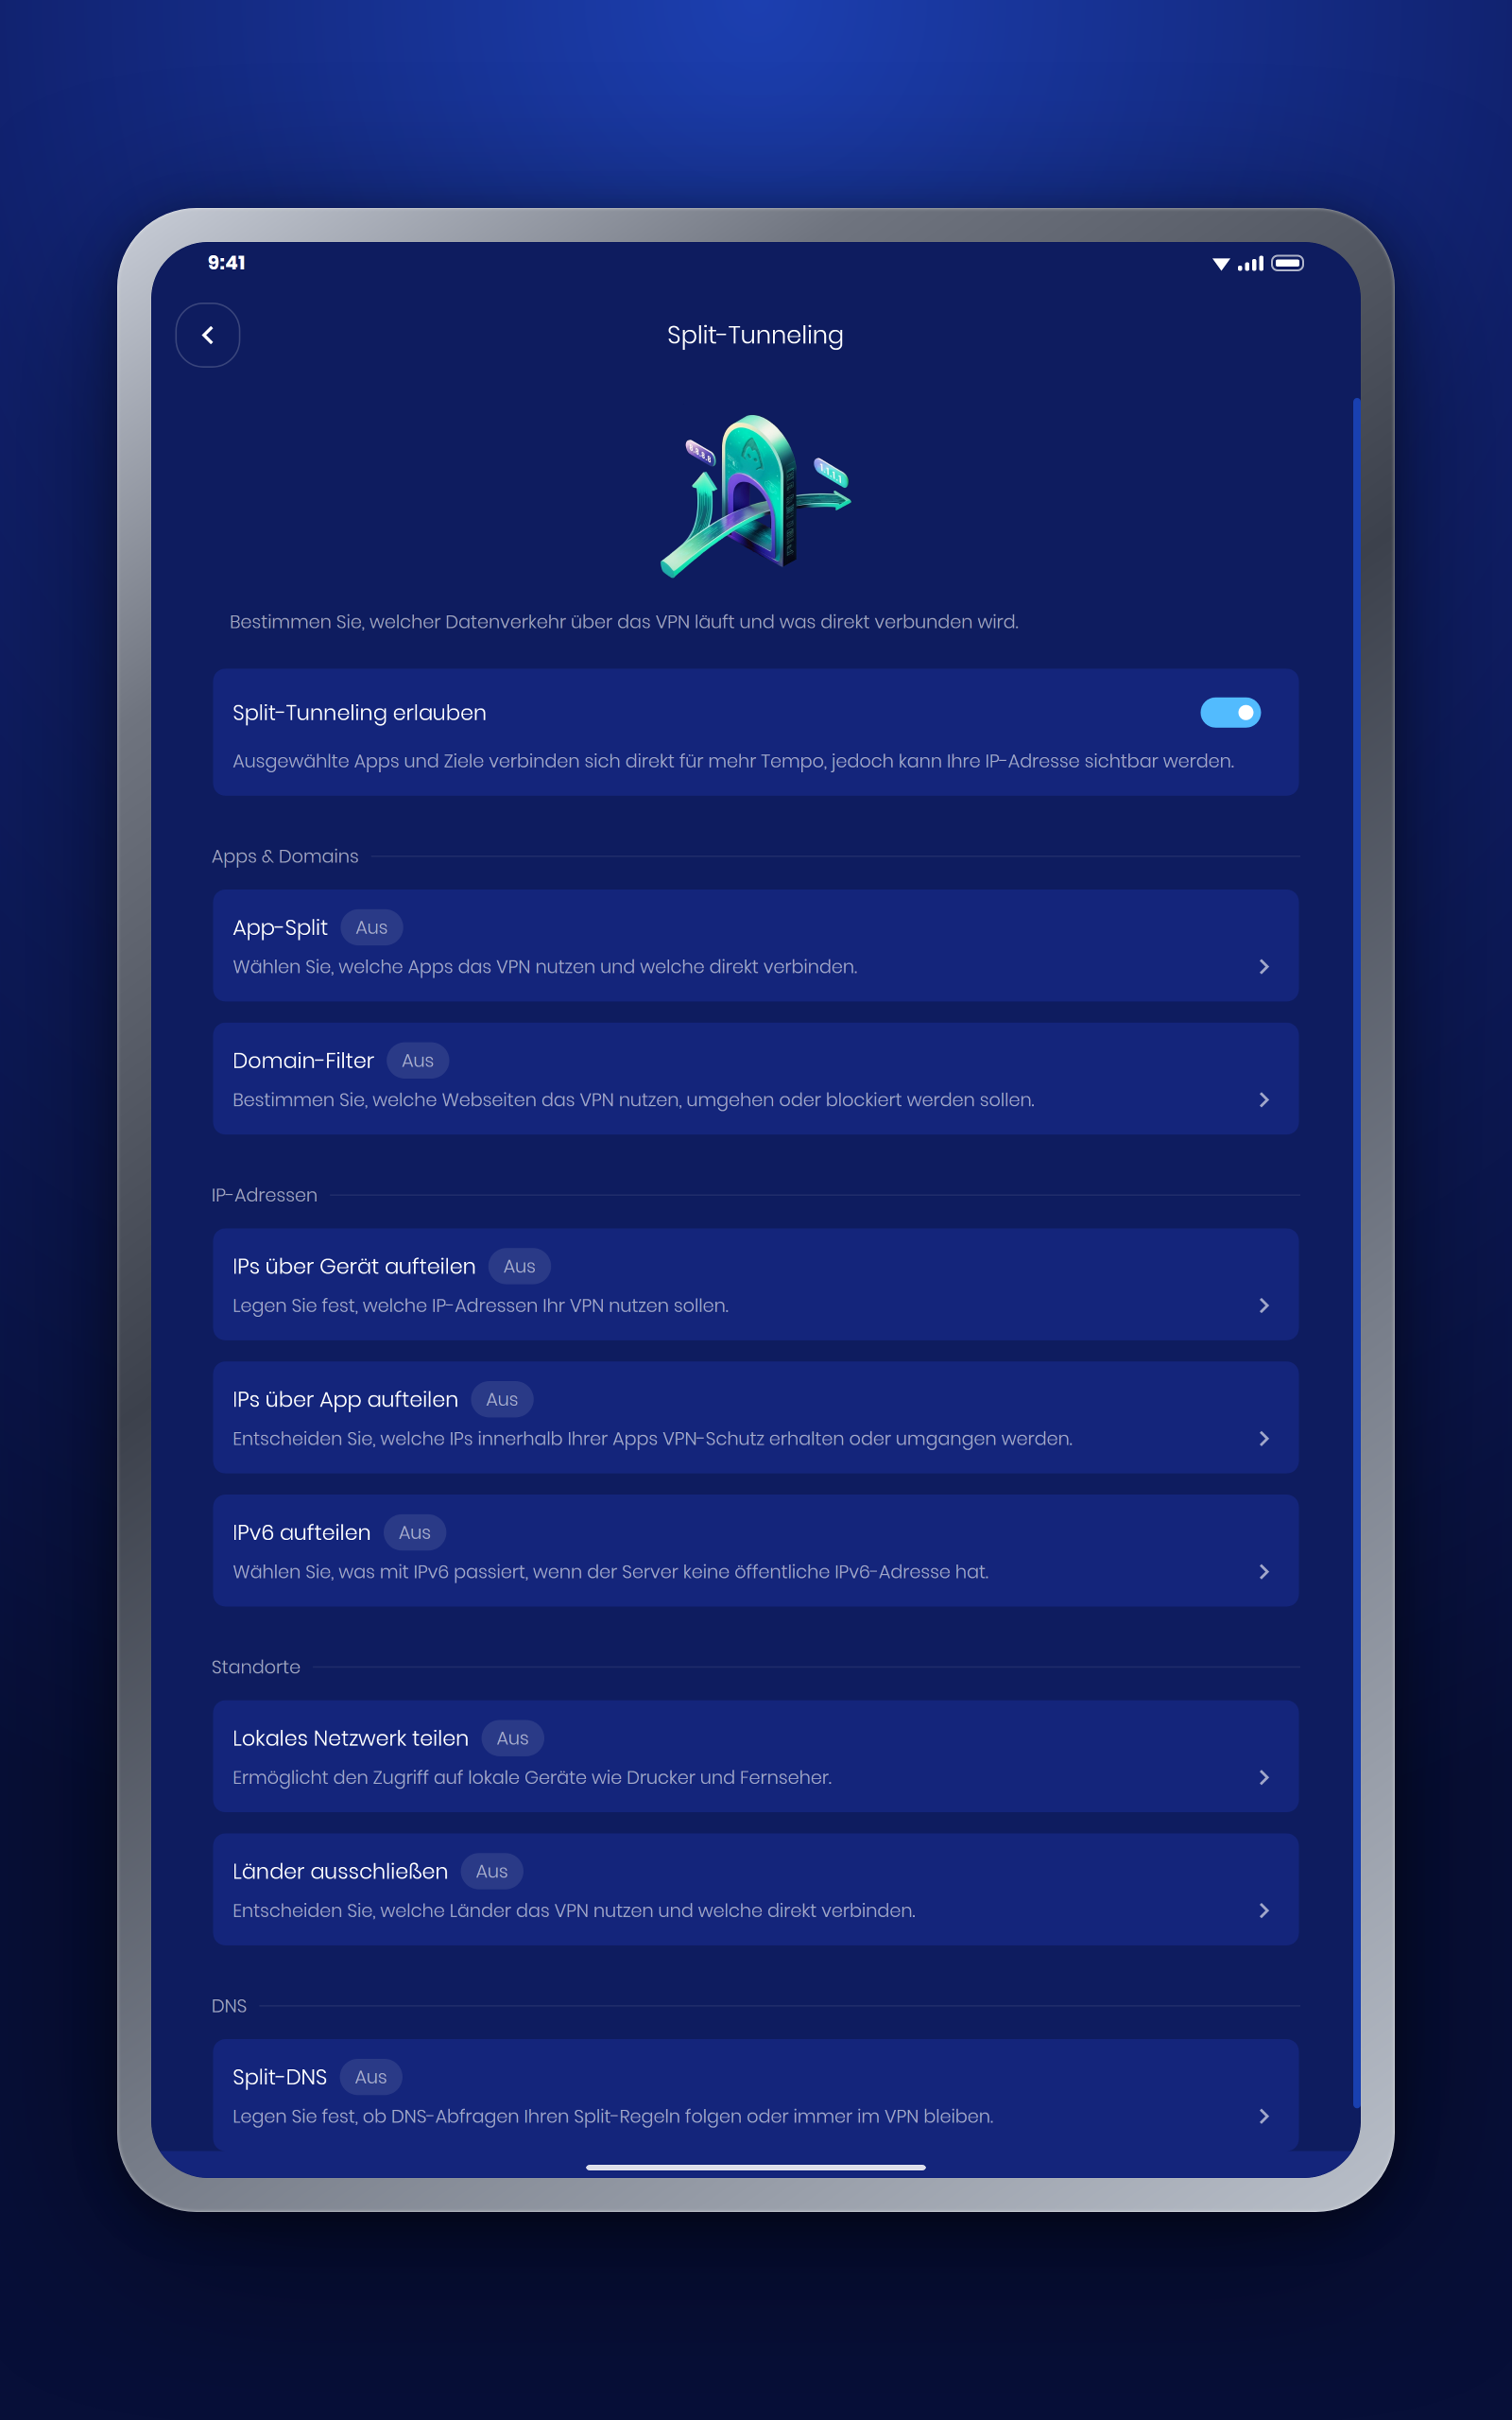 9:41
Split-Tunneling
8.8.8.8
1.1.1.1
Bestimmen Sie, welcher Datenverkehr über das VPN läuft und was direkt verbunden wird.
Split-Tunneling erlauben
Ausgewählte Apps und Ziele verbinden sich direkt für mehr Tempo, jedoch kann Ihre IP-Adresse sichtbar werden.
Apps & Domains
App-Split Aus
Wählen Sie, welche Apps das VPN nutzen und welche direkt verbinden.
Domain-Filter Aus
Bestimmen Sie, welche Webseiten das VPN nutzen, umgehen oder blockiert werden sollen.
IP-Adressen
IPs über Gerät aufteilen Aus
Legen Sie fest, welche IP-Adressen Ihr VPN nutzen sollen.
IPs über App aufteilen Aus
Entscheiden Sie, welche IPs innerhalb Ihrer Apps VPN-Schutz erhalten oder umgangen werden.
IPv6 aufteilen Aus
Wählen Sie, was mit IPv6 passiert, wenn der Server keine öffentliche IPv6-Adresse hat.
Standorte
Lokales Netzwerk teilen Aus
Ermöglicht den Zugriff auf lokale Geräte wie Drucker und Fernseher.
Länder ausschließen Aus
Entscheiden Sie, welche Länder das VPN nutzen und welche direkt verbinden.
DNS
Split-DNS Aus
Legen Sie fest, ob DNS-Abfragen Ihren Split-Regeln folgen oder immer im VPN bleiben.